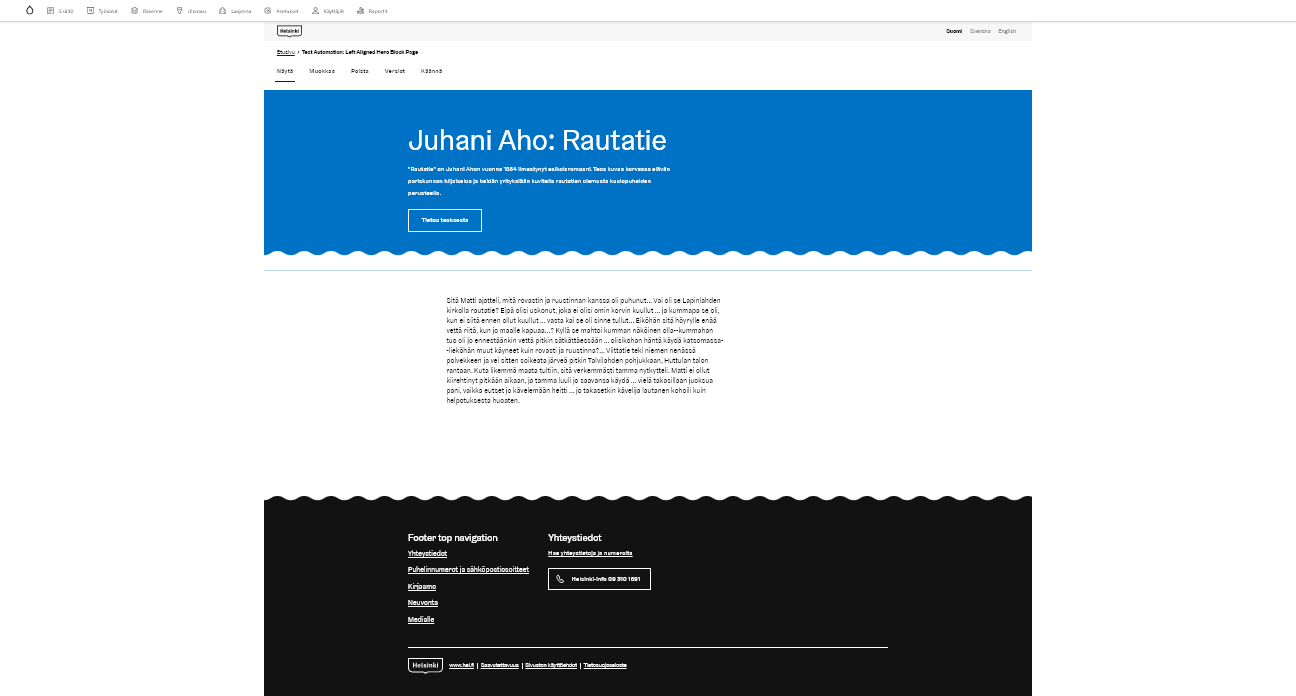 Sisältö Työkalut Rakenne Ulkoasu Laajenna Asetukset Käyttäjät Raportit
Helsinki Suomi Svenska English
Etusivu › Test Automation: Left Aligned Hero Block Page
Näytä Muokkaa Poista Versiot Käännä
Juhani Aho: Rautatie
"Rautatie" on Juhani Ahon vuonna 1884 ilmestynyt esikoisromaani. Teos kuvaa korvessa elävän
pariskunnan hiljaiseloa ja heidän yrityksiään kuvitella rautatien olemusta kuulopuheiden
perusteella.
Tietoa teoksesta
Sitä Matti ajatteli, mitä rovastin ja ruustinnan kanssa oli puhunut... Vai oli se Lapinlahden
kirkolla rautatie? Eipä olisi uskonut, joka ei olisi omin korvin kuullut ... ja kummapa se oli,
kun ei siitä ennen ollut kuullut ... vasta kai se oli sinne tullut... Eiköhän sitä höyrylle enää
vettä riitä, kun jo maalle kapuaa...? Kyllä se mahtoi kumman näköinen olla--kummahan
tuo oli jo ennestäänkin vettä pitkin sätkättäessään ... olisikohan häntä käydä katsomassa-
-lieköhän muut käyneet kuin rovasti ja ruustinna?... Viittatie teki niemen nenässä
polvekkeen ja vei sitten soikeata järveä pitkin Talvilahden pohjukkaan, Huttulan talon
rantaan. Kuta likemmä maata tultiin, sitä verkemmästi tamma nytkytteli. Matti ei ollut
kiirehtinyt pitkään aikaan, ja tamma luuli jo saavansa käydä ... vielä takasillaan juoksua
pani, vaikka eutset jo kävelemään heitti ... jo takasetkin kävelijä lautanen kohoili kuin
helpotuksesta huoaten.
Footer top navigation
Yhteystiedot
Puhelinnumerot ja sähköpostiosoitteet
Kirjaamo
Neuvonta
Medialle
Yhteystiedot
Hae yhteystietoja ja numeroita
Helsinki-info 09 310 1691
Helsinki www.hel.fi | Saavutettavuus | Sivuston käyttöehdot | Tietosuojaseloste